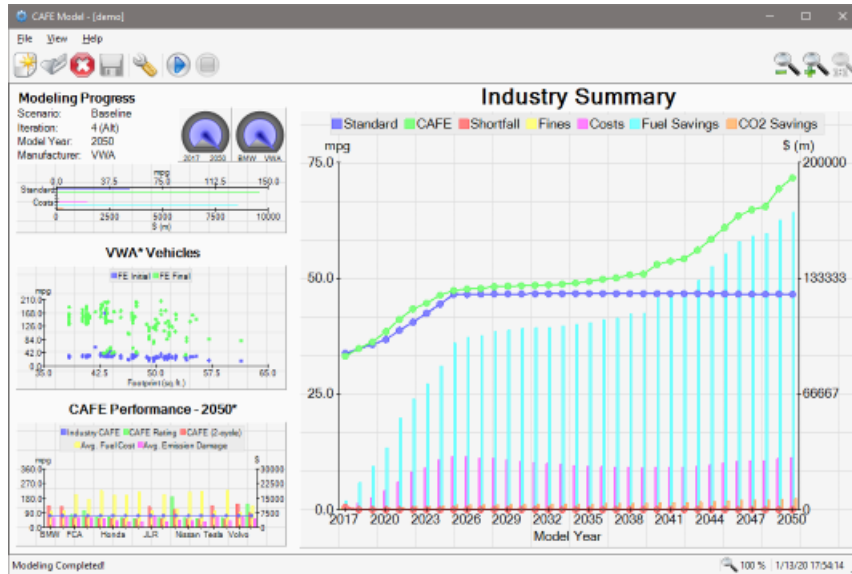 CAFE Model - [demo]
File View Help
Modeling Progress
Scenario: Baseline
Iteration: 4 (Alt)
Model Year: 2050
Manufacturer: VWA
2017 2050 BMW VWA
mpg
0.0 37.5 75.0 112.5 150.0
Standard
Costs
0 2500 5000 7500 10000
$ (m)
VWA* Vehicles
FE Initial FE Final
mpg
210.0
168.0
126.0
84.0
42.0
0.0
35.0 42.5 50.0 57.5 65.0
Footprint (sq. ft.)
CAFE Performance - 2050*
Industry CAFE CAFE Rating CAFE (2-cycle)
Avg. Fuel Cost Avg. Emission Damage
mpg $
360.0 30000
270.0 22500
180.0 15000
90.0 7500
0.0 0
BMW FCA Honda JLR Nissan Tesla Volvo
Industry Summary
Standard CAFE Shortfall Fines Costs Fuel Savings CO2 Savings
mpg $ (m)
75.0 200000
50.0 133333
25.0 66667
0.0 0
2017 2020 2023 2026 2029 2032 2035 2038 2041 2044 2047 2050
Model Year
Modeling Completed!
100 % 1/13/20 17:54:14